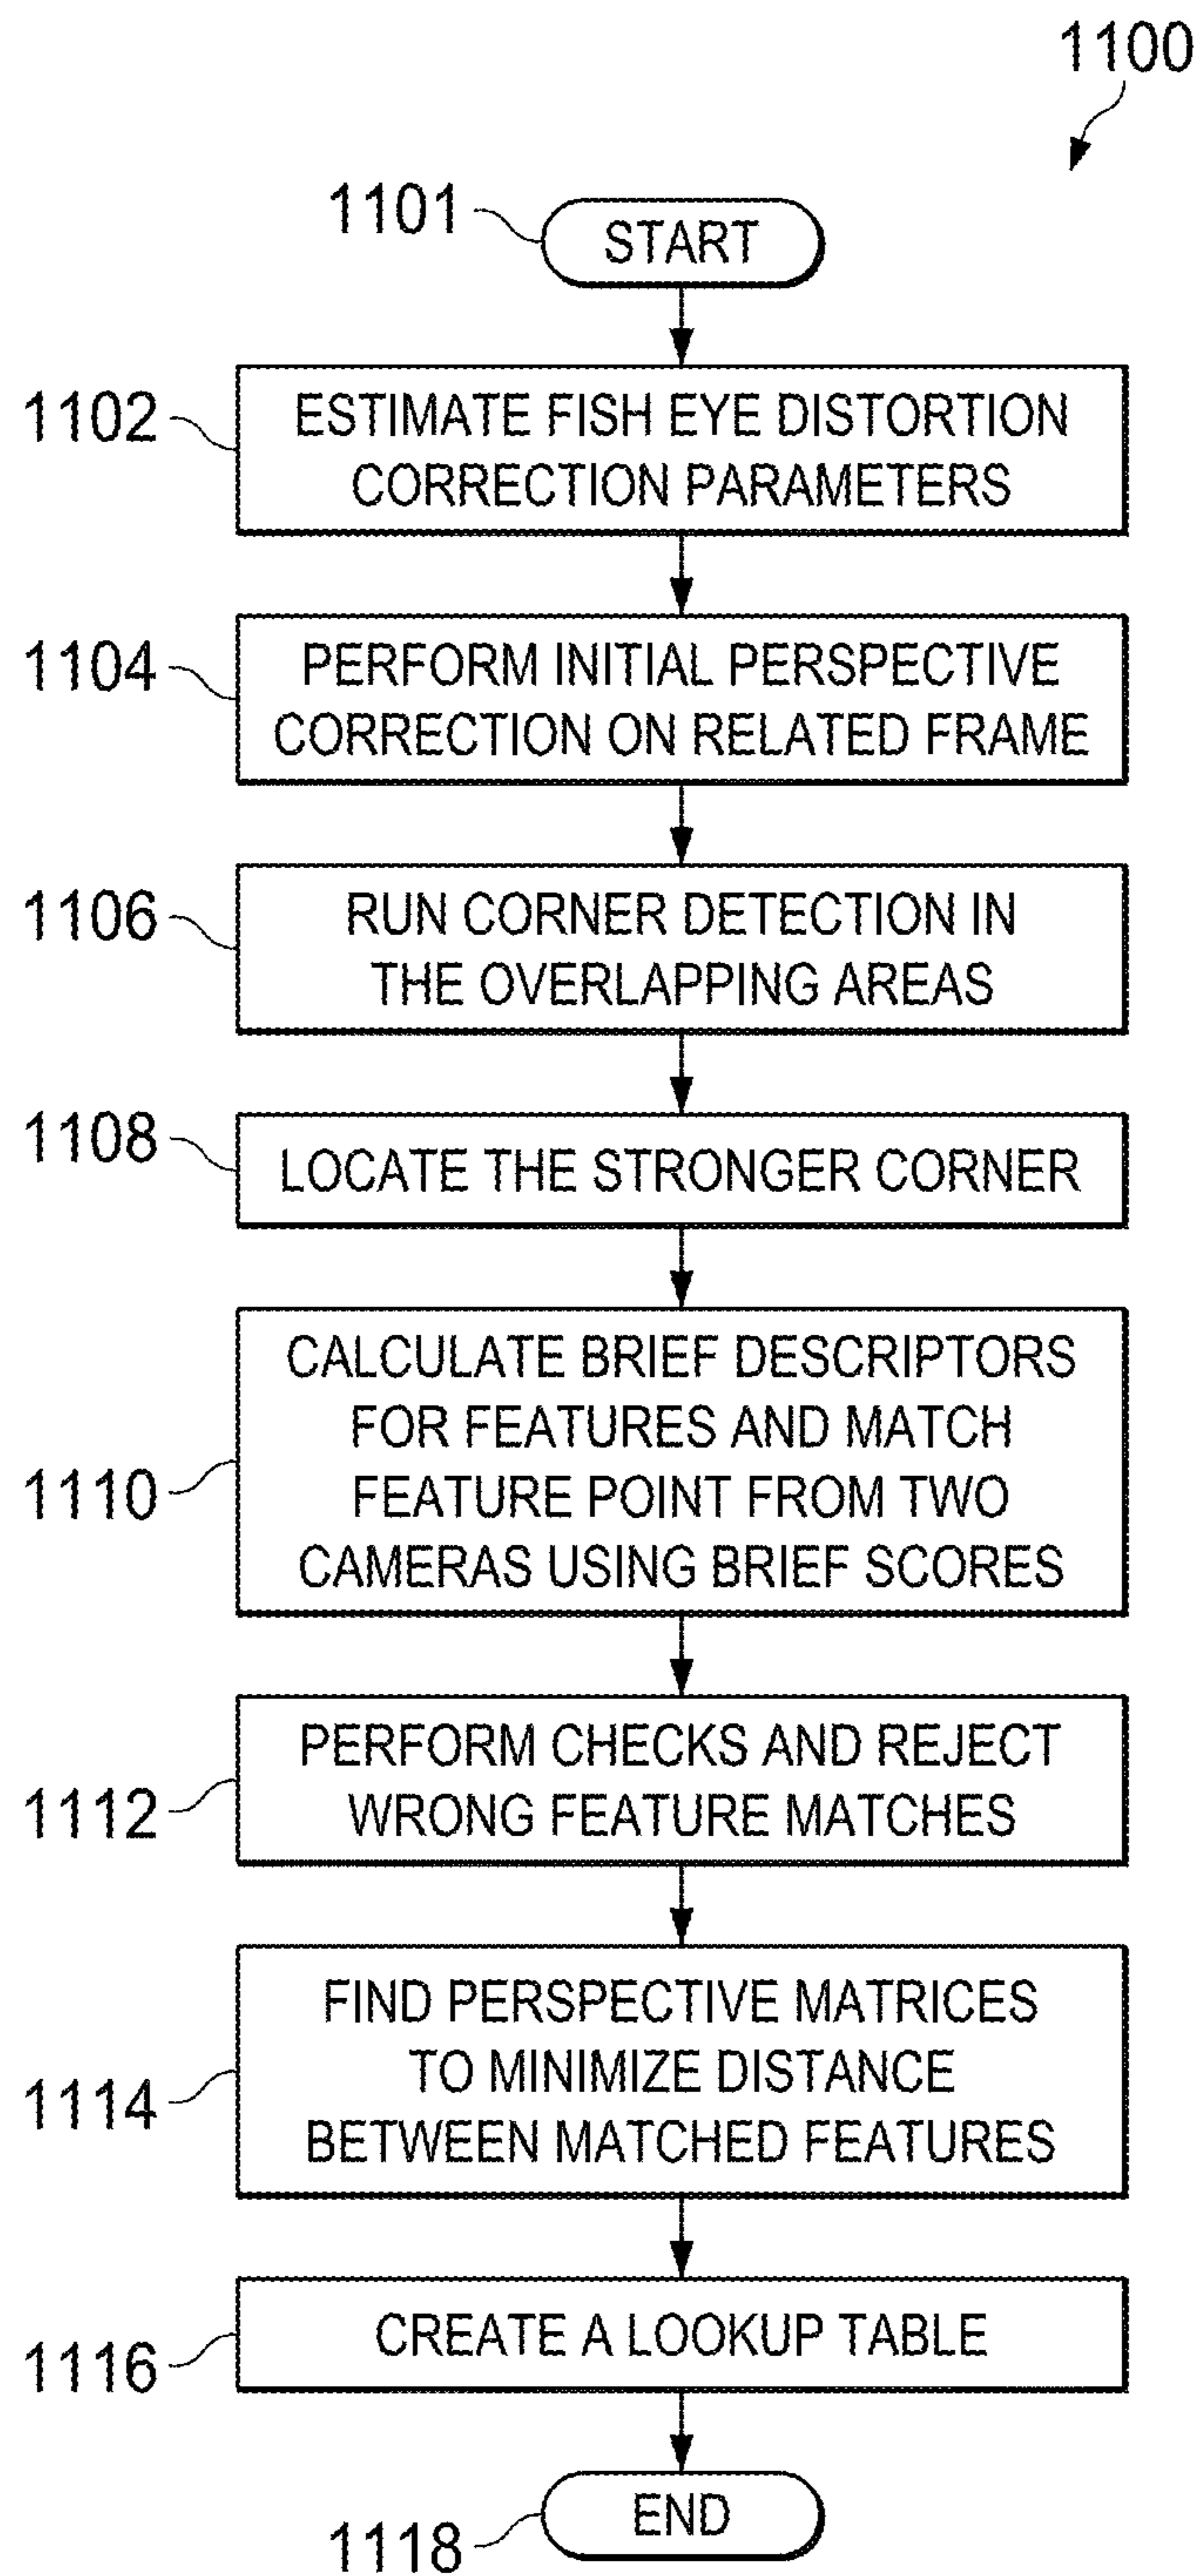 1100
1101
START
1102
ESTIMATE FISH EYE DISTORTION
CORRECTION PARAMETERS
1104
PERFORM INITIAL PERSPECTIVE
CORRECTION ON RELATED FRAME
1106
RUN CORNER DETECTION IN
THE OVERLAPPING AREAS
1108
LOCATE THE STRONGER CORNER
1110
CALCULATE BRIEF DESCRIPTORS
FOR FEATURES AND MATCH
FEATURE POINT FROM TWO
CAMERAS USING BRIEF SCORES
1112
PERFORM CHECKS AND REJECT
WRONG FEATURE MATCHES
1114
FIND PERSPECTIVE MATRICES
TO MINIMIZE DISTANCE
BETWEEN MATCHED FEATURES
1116
CREATE A LOOKUP TABLE
1118
END